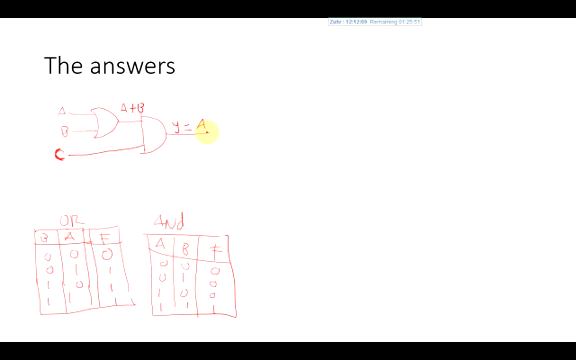 The answers
A
A+B
B
y = A
C
OR
B A F
0 0 0
0 1 1
1 0 1
1 1 1
And
A B F
0 0 0
0 1 0
1 0 0
1 1 1